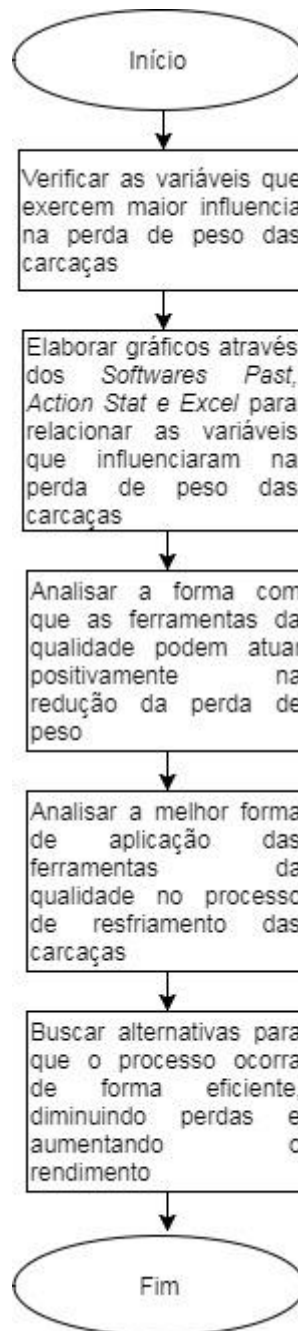 Início
Verificar as variáveis que
exercem maior influencia
na perda de peso das
carcaças
Elaborar gráficos através
dos Softwares Past,
Action Stat e Excel para
relacionar as variáveis
que influenciaram na
perda de peso das
carcaças
Analisar a forma com
que as ferramentas da
qualidade podem atuar
positivamente na
redução da perda de
peso
Analisar a melhor forma
de aplicação das
ferramentas da
qualidade no processo
de resfriamento das
carcaças
Buscar alternativas para
que o processo ocorra
de forma eficiente,
diminuindo perdas e
aumentando o
rendimento
Fim